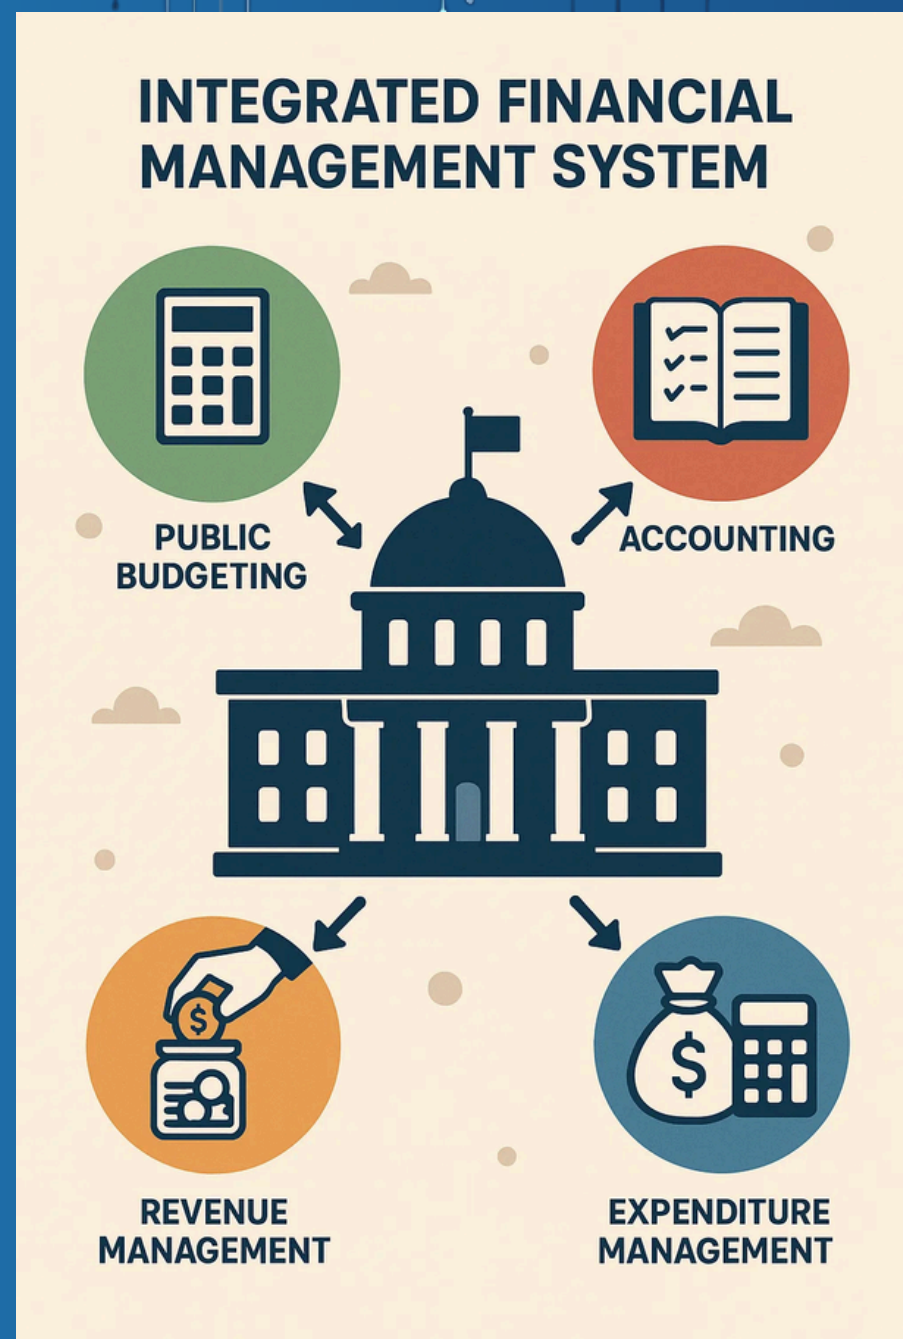 INTEGRATED FINANCIAL
MANAGEMENT SYSTEM
PUBLIC
BUDGETING
ACCOUNTING
$
$
REVENUE
MANAGEMENT
EXPENDITURE
MANAGEMENT